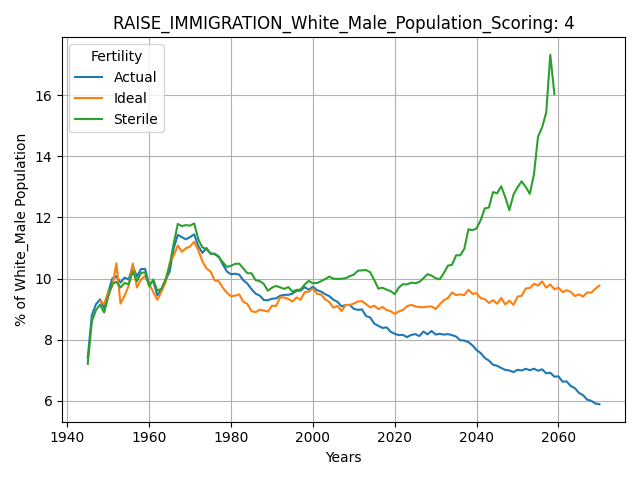 RAISE_IMMIGRATION_White_Male_Population_Scoring: 4
Fertility
Actual
Ideal
Sterile
% of White_Male Population
16
14
12
10
8
6
1940 1960 1980 2000 2020 2040 2060
Years